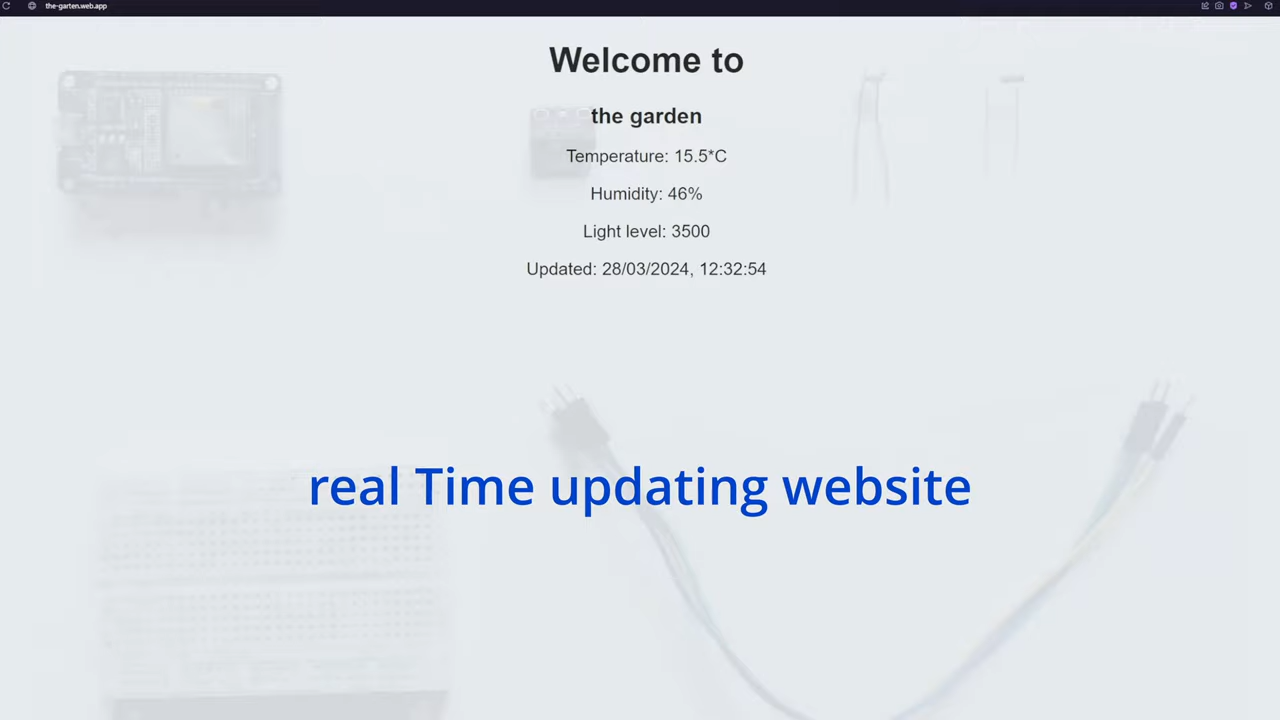 the-garten.web.app
Welcome to
the garden
Temperature: 15.5*C
Humidity: 46%
Light level: 3500
Updated: 28/03/2024, 12:32:54
real Time updating website